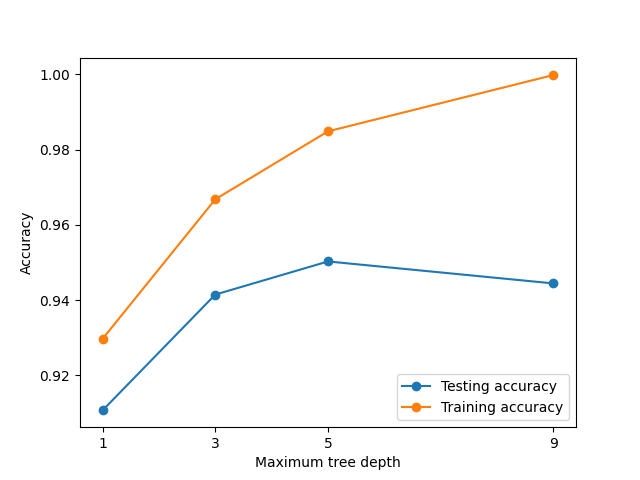 1.00
0.98
0.96
0.94
0.92
Accuracy
Testing accuracy
Training accuracy
1 3 5 9
Maximum tree depth